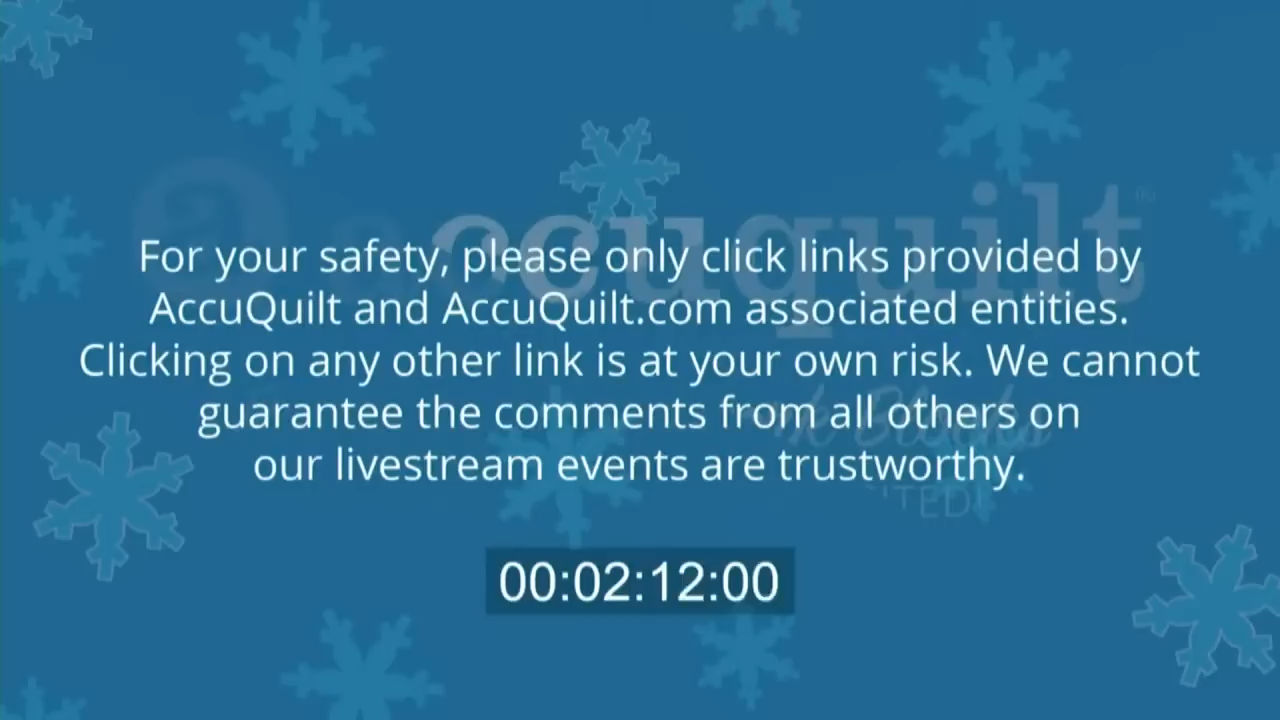 accuquilt
For your safety, please only click links provided by
AccuQuilt and AccuQuilt.com associated entities.
Clicking on any other link is at your own risk. We cannot
guarantee the comments from all others on
our livestream events are trustworthy.
00:02:12:00